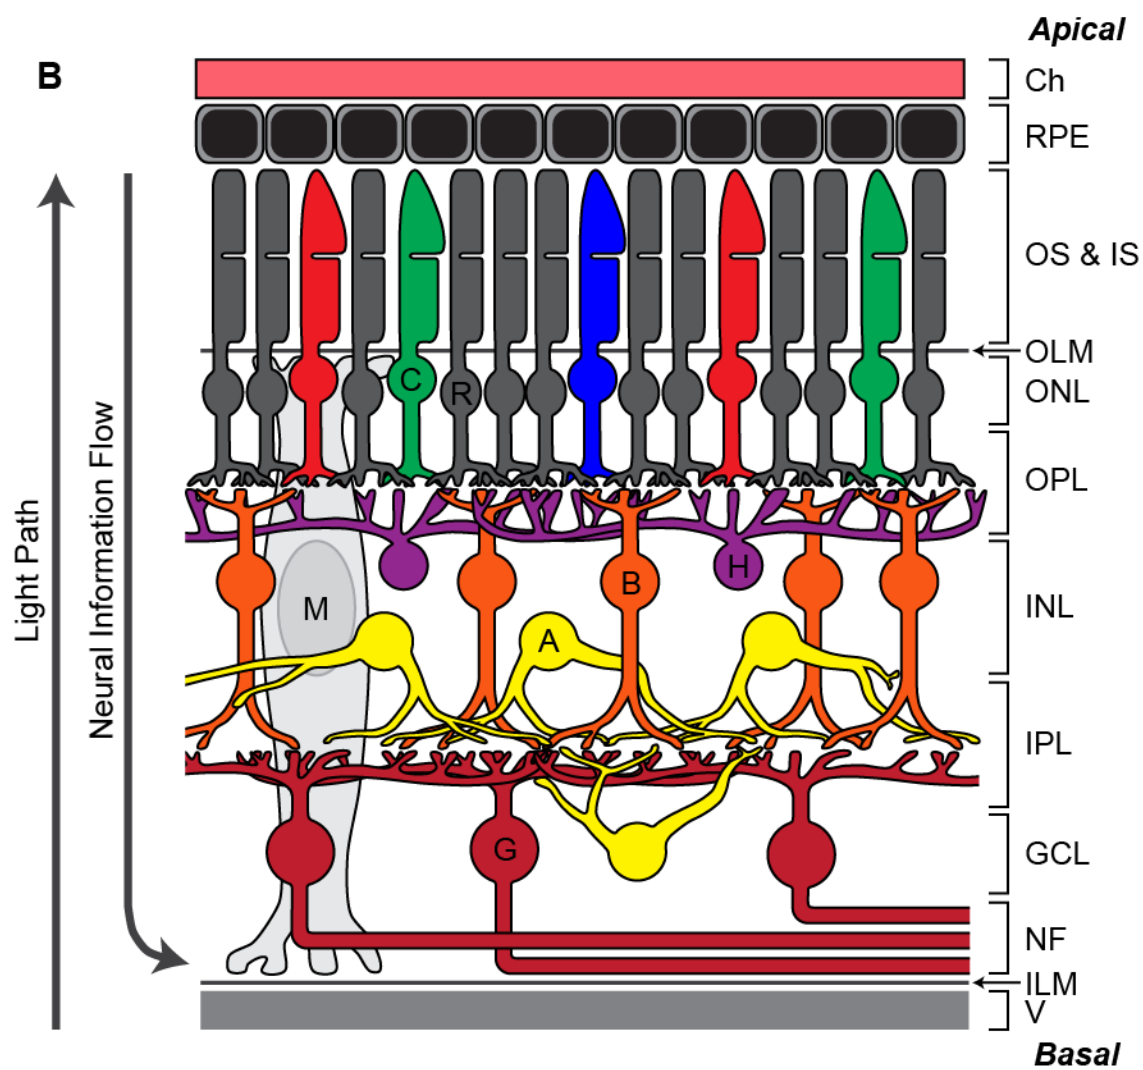 Apical
B
Ch
RPE
OS & IS
OLM
C
R
ONL
OPL
H
B
M
INL
A
Light Path
Neural Information Flow
IPL
G
GCL
NF
ILM
V
Basal